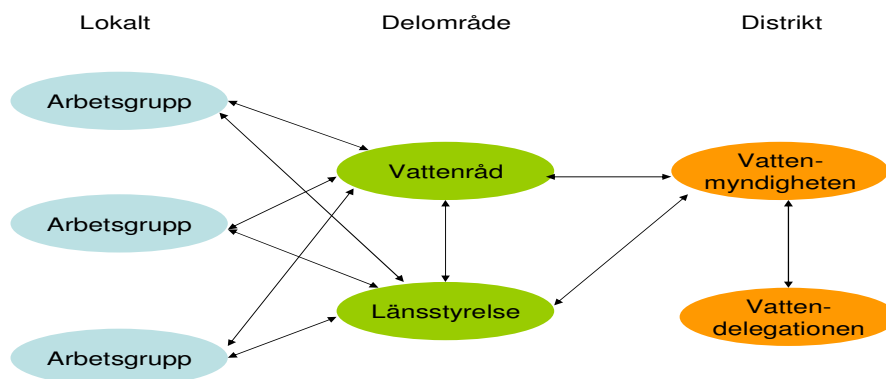 Lokalt
Delområde
Distrikt
Arbetsgrupp
Arbetsgrupp
Arbetsgrupp
Vattenråd
Länsstyrelse
Vatten-
myndigheten
Vatten-
delegationen